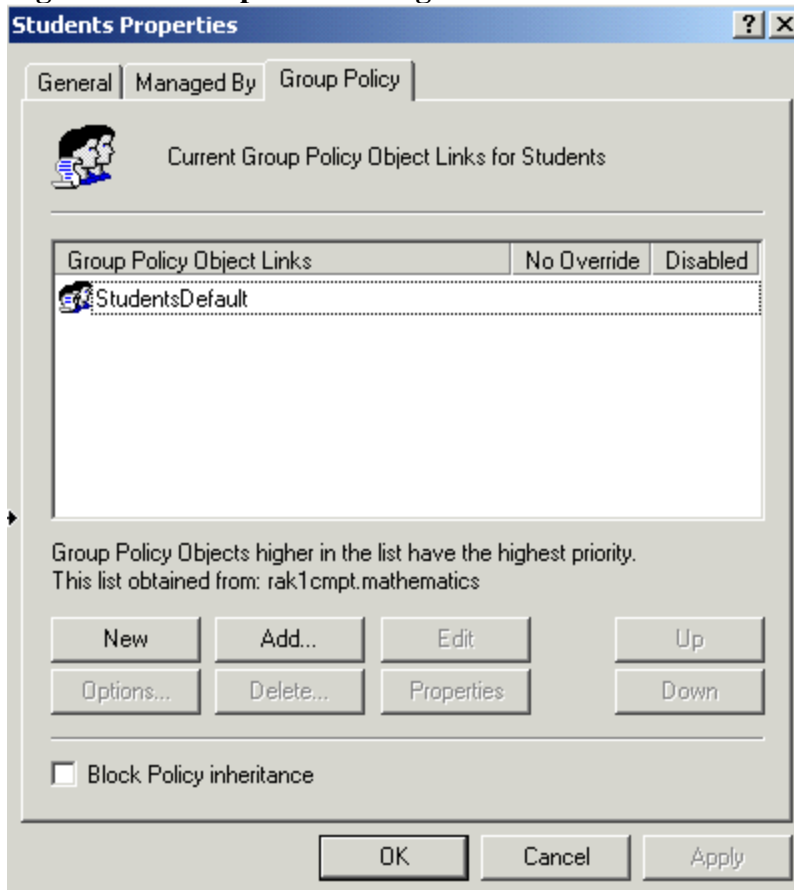 Students Properties
General Managed By Group Policy
Current Group Policy Object Links for Students
Group Policy Object Links No Override Disabled
StudentsDefault
Group Policy Objects higher in the list have the highest priority.
This list obtained from: rak1cmpt.mathematics
New Add... Edit Up
Options... Delete... Properties Down
Block Policy inheritance
OK Cancel Apply